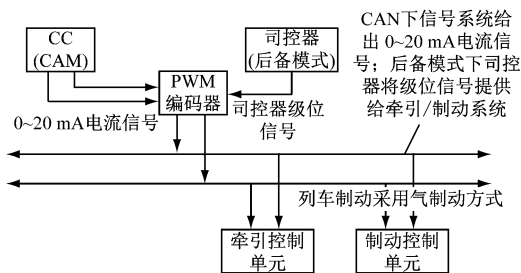 CAN下信号系统给
出 0~20 mA电流信
号；后备模式下司控
器将级位信号提供
给牵引/制动系统
CC
(CAM)
司控器
(后备模式)
PWM
编码器
0~20 mA电流信号
司控器级位
信号
列车制动采用气制动方式
牵引控制
单元
制动控制
单元